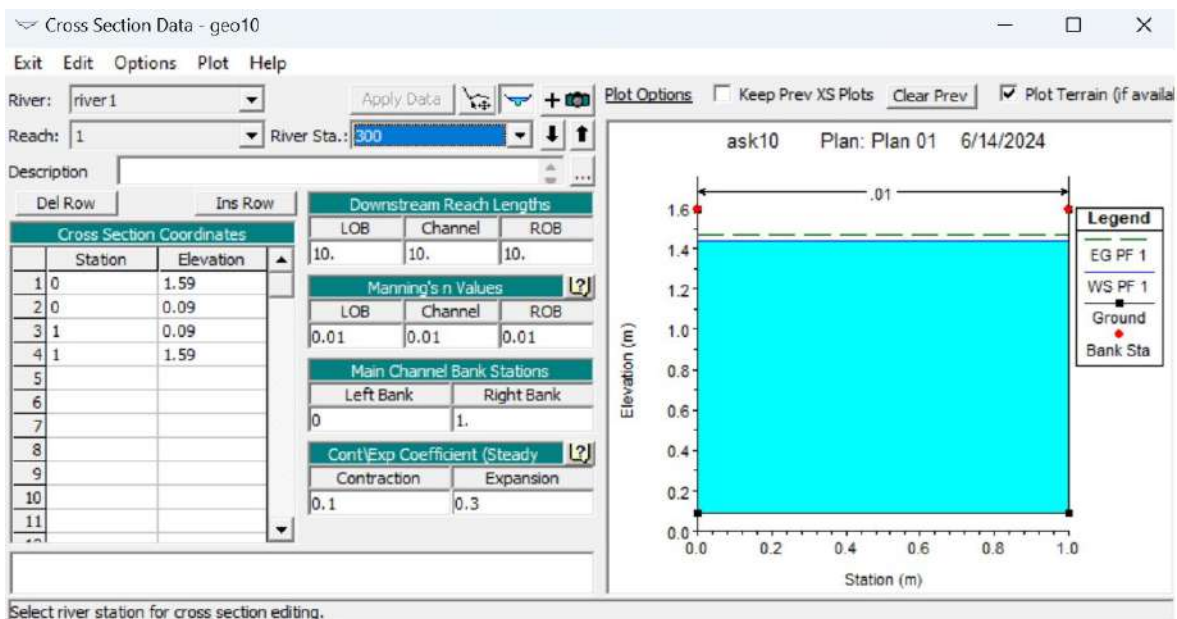 Cross Section Data - geo10
Exit Edit Options Plot Help
River: river1 Apply Data
Reach: 1 River Sta.: 300
Description ...
Del Row Ins Row
Cross Section Coordinates
Station Elevation
1 0 1.59
2 0 0.09
3 1 0.09
4 1 1.59
5
6
7
8
9
10
11
Downstream Reach Lengths
LOB Channel ROB
10. 10. 10.
Manning's n Values
LOB Channel ROB
0.01 0.01 0.01
Main Channel Bank Stations
Left Bank Right Bank
0 1.
Cont\Exp Coefficient (Steady
Contraction Expansion
0.1 0.3
Plot Options Keep Prev XS Plots Clear Prev Plot Terrain (if availa
ask10 Plan: Plan 01 6/14/2024
.01
Elevation (m)
1.6
1.4
1.2
1.0
0.8
0.6
0.4
0.2
0.0
0.0 0.2 0.4 0.6 0.8 1.0
Station (m)
Legend
EG PF 1
WS PF 1
Ground
Bank Sta
Select river station for cross section editing.